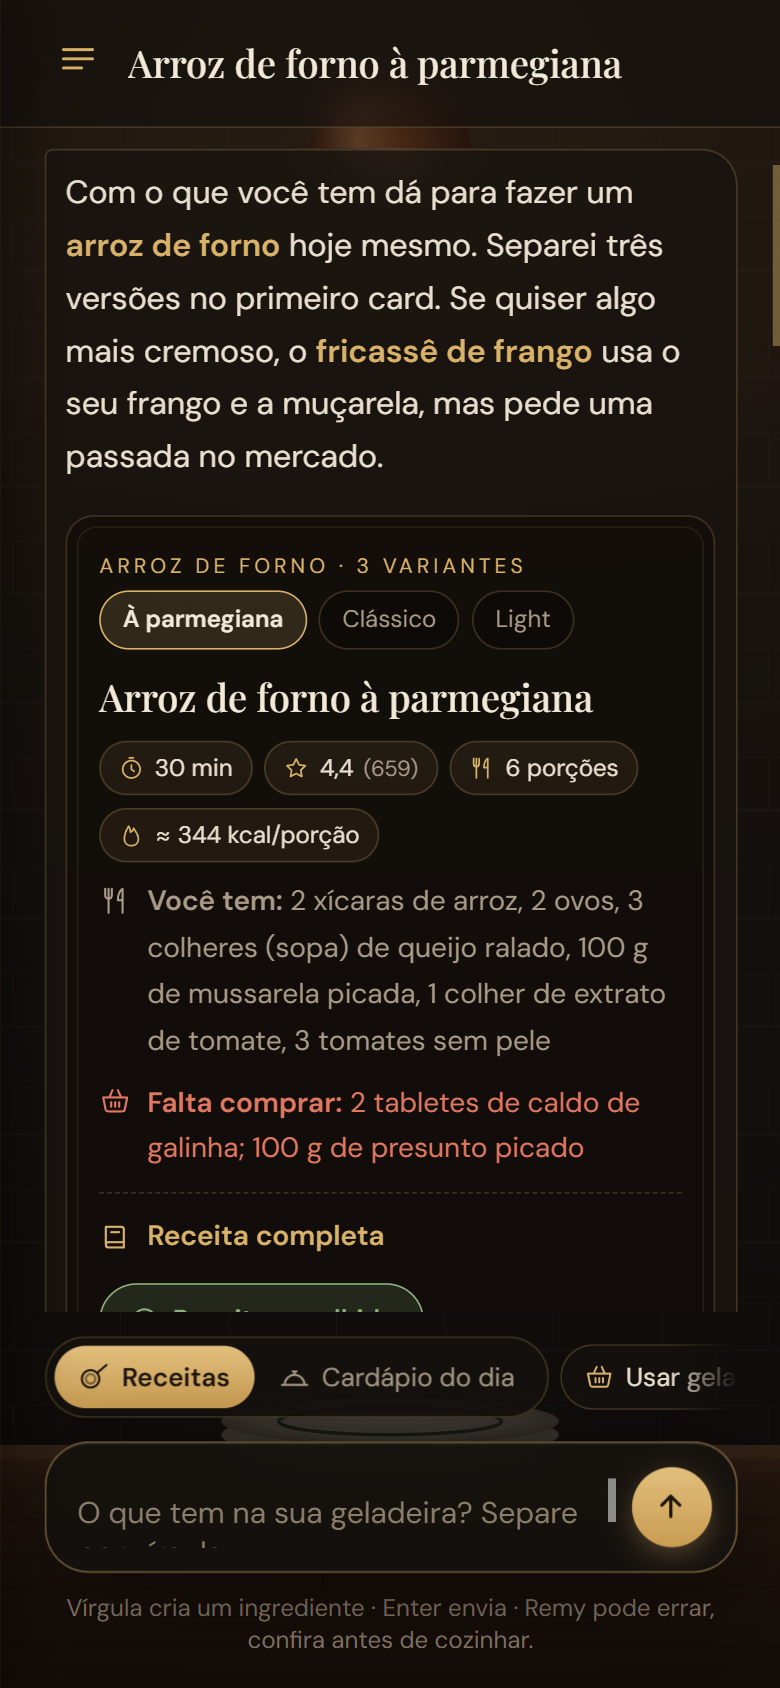 Arroz de forno à parmegiana
Com o que você tem dá para fazer um
arroz de forno hoje mesmo. Separei três
versões no primeiro card. Se quiser algo
mais cremoso, o fricassê de frango usa o
seu frango e a muçarela, mas pede uma
passada no mercado.
ARROZ DE FORNO · 3 VARIANTES
À parmegiana
Clássico
Light
Arroz de forno à parmegiana
30 min
4,4 (659)
6 porções
≈ 344 kcal/porção
Você tem: 2 xícaras de arroz, 2 ovos, 3
colheres (sopa) de queijo ralado, 100 g
de mussarela picada, 1 colher de extrato
de tomate, 3 tomates sem pele
Falta comprar: 2 tabletes de caldo de
galinha; 100 g de presunto picado
Receita completa
Receitas
Cardápio do dia
Usar gela
O que tem na sua geladeira? Separe
Vírgula cria um ingrediente · Enter envia · Remy pode errar,
confira antes de cozinhar.